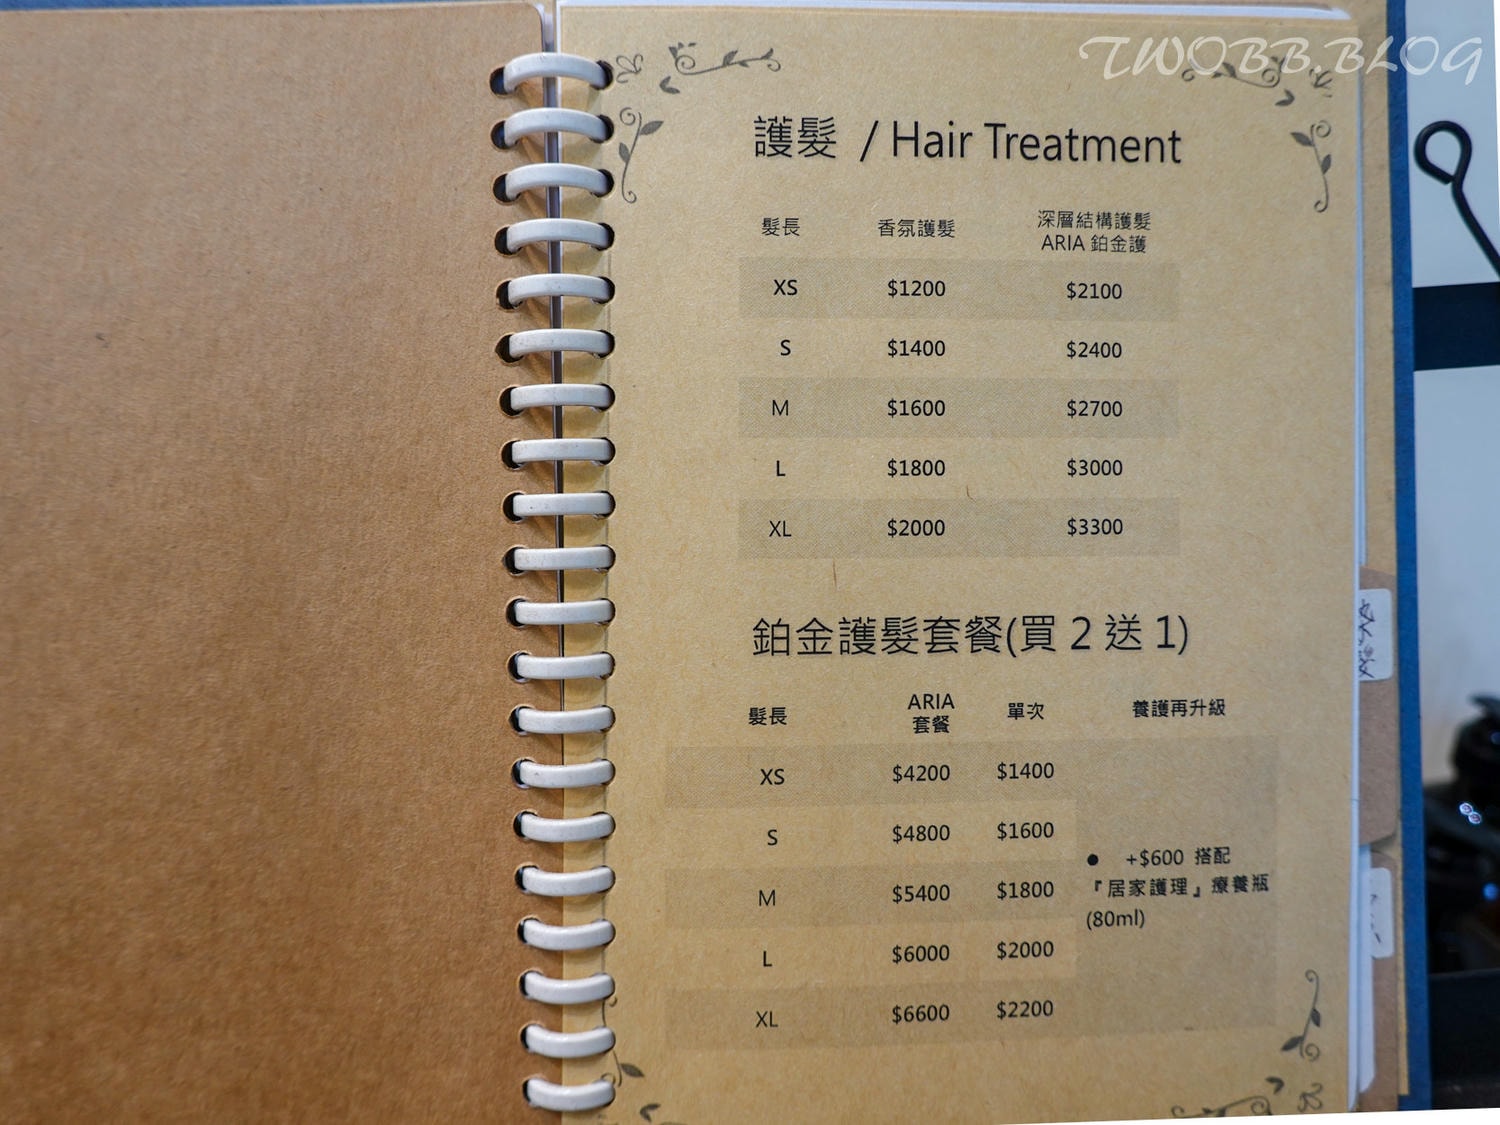 TWOBB.BLOG
護髮 / Hair Treatment
髮長 香氛護髮 深層結構護髮
ARIA 鉑金護
XS $1200 $2100
S $1400 $2400
M $1600 $2700
L $1800 $3000
XL $2000 $3300
鉑金護髮套餐(買 2 送 1)
髮長 ARIA 套餐 單次 養護再升級
XS $4200 $1400
S $4800 $1600
M $5400 $1800
L $6000 $2000
XL $6600 $2200
● +$600 搭配
『居家護理』療養瓶
(80ml)